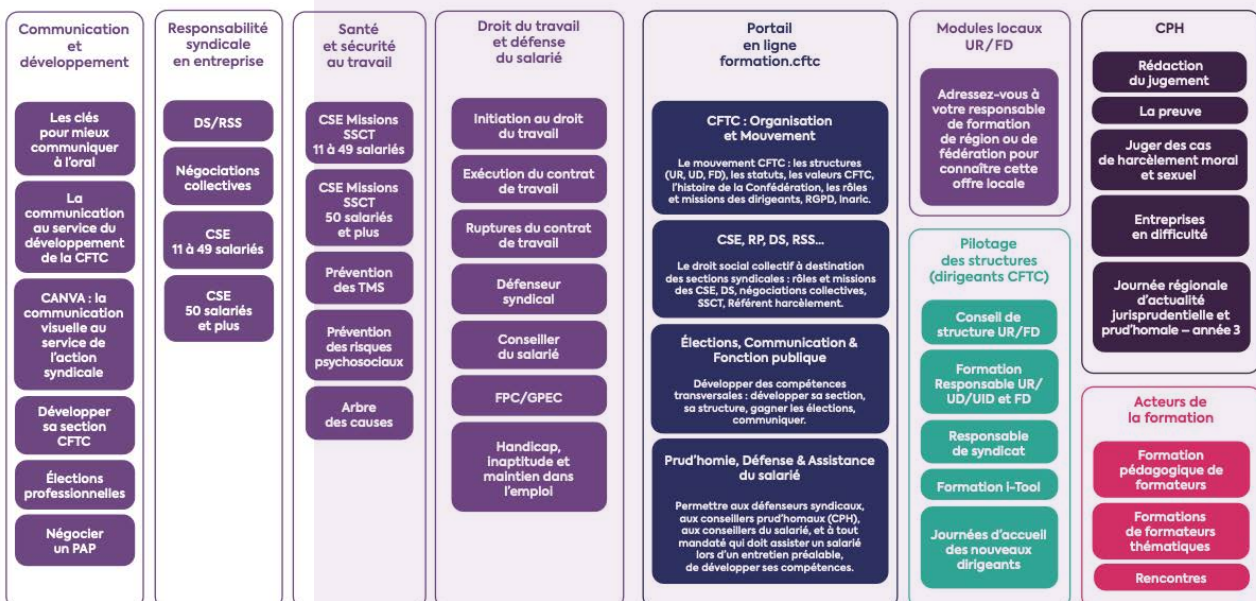 Communication
et
développement
Les clés
pour mieux
communiquer
à l'oral
La
communication
au service du
développement
de la CFTC
CANVA : la
communication
visuelle au
service de
l'action
syndicale
Développer
sa section
CFTC
Élections
professionnelles
Négocier
un PAP
Responsabilité
syndicale
en entreprise
DS/RSS
Négociations
collectives
CSE
11 à 49 salariés
CSE
50 salariés
et plus
Santé
et sécurité
au travail
CSE Missions
SSCT
11 à 49 salariés
CSE Missions
SSCT
50 salariés
et plus
Prévention
des TMS
Prévention
des risques
psychosociaux
Arbre
des causes
Droit du travail
et défense
du salarié
Initiation au droit
du travail
Exécution du contrat
de travail
Ruptures du contrat
de travail
Défenseur
syndical
Conseiller
du salarié
FPC/GPEC
Handicap,
inaptitude et
maintien dans
l'emploi
Portail
en ligne
formation.cftc
CFTC : Organisation
et Mouvement
Le mouvement CFTC : les structures
(UR, UD, FD), les statuts, les valeurs CFTC,
l'histoire de la Confédération, les rôles
et missions des dirigeants, RGPD, Inaric.
CSE, RP, DS, RSS...
Le droit social collectif à destination
des sections syndicales : rôles et missions
des CSE, DS, négociations collectives,
SSCT, Référent harcèlement.
Élections, Communication &
Fonction publique
Développer des compétences
transversales : développer sa section,
sa structure, gagner les élections,
communiquer.
Prud'homie, Défense & Assistance
du salarié
Permettre aux défenseurs syndicaux,
aux conseillers prud'homaux (CPH),
aux conseillers du salarié, et à tout
mandaté qui doit assister un salarié
lors d'un entretien préalable,
de développer ses compétences.
Modules locaux
UR/FD
Adressez-vous à
votre responsable
de formation
de région ou de
fédération pour
connaître cette
offre locale
Pilotage
des structures
(dirigeants CFTC)
Conseil de
structure UR/FD
Formation
Responsable UR/
UD/UID et FD
Responsable
de syndicat
Formation i-Tool
Journées d'accueil
des nouveaux
dirigeants
CPH
Rédaction
du jugement
La preuve
Juger des cas
de harcèlement moral
et sexuel
Entreprises
en difficulté
Journée régionale
d'actualité
jurisprudentielle et
prud'homale – année 3
Acteurs de
la formation
Formation
pédagogique de
formateurs
Formations
de formateurs
thématiques
Rencontres